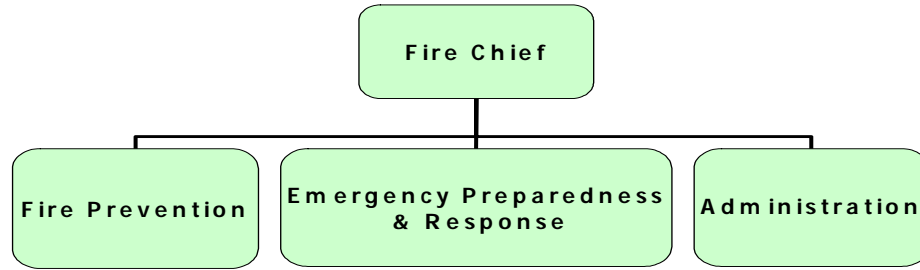 Fire Chief
Fire Prevention
Emergency Preparedness
& Response
Administration